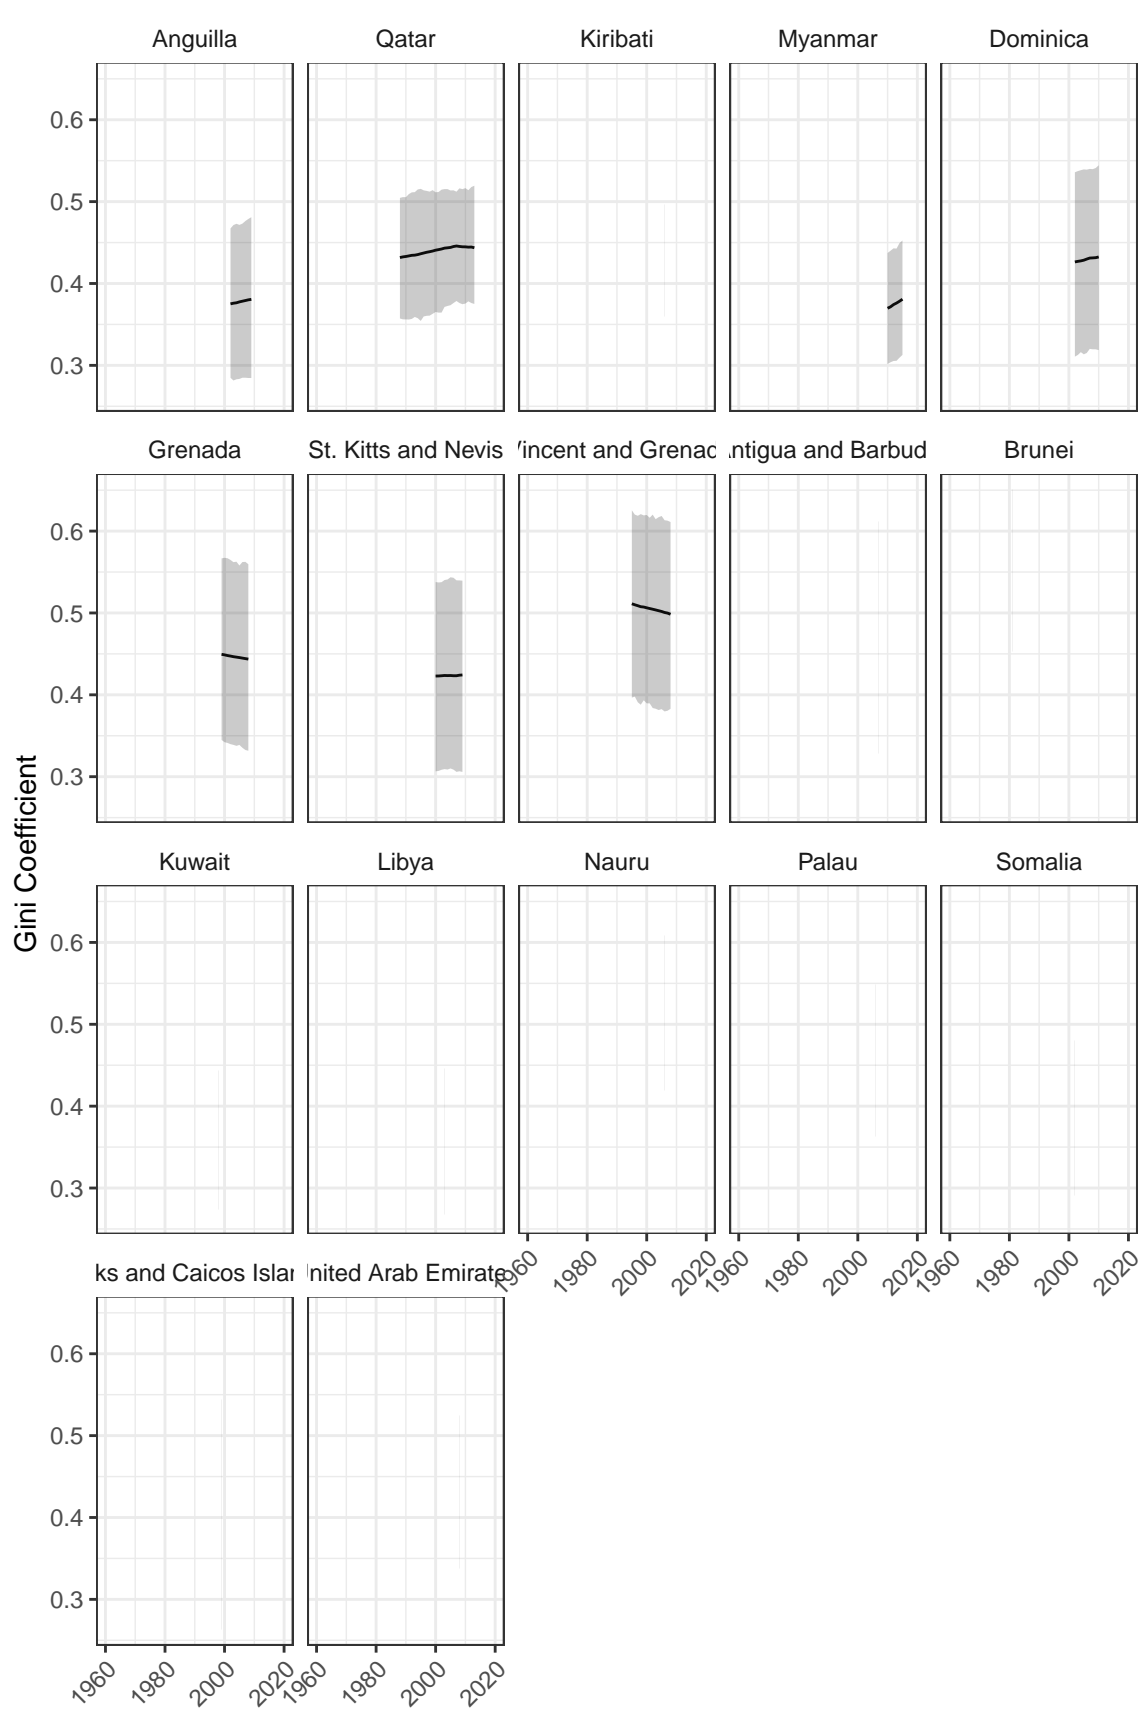 Anguilla Qatar Kiribati Myanmar Dominica
0.6
0.5
0.4
0.3
Grenada St. Kitts and Nevis Vincent and Grenad ntigua and Barbud Brunei
0.6
0.5
0.4
0.3
Gini Coefficient
Kuwait Libya Nauru Palau Somalia
0.6
0.5
0.4
0.3
1960 1980 2000 2020 1960 1980 2000 2020 1960 1980 2000 2020
ks and Caicos Islan nited Arab Emirate
0.6
0.5
0.4
0.3
1960 1980 2000 2020 1960 1980 2000 2020